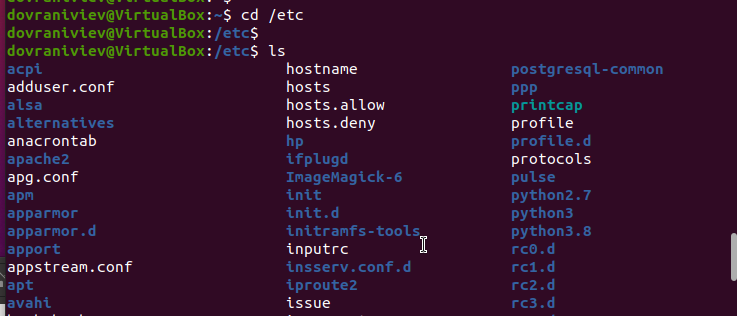 dovraniviev@VirtualBox:~$ cd /etc
dovraniviev@VirtualBox:/etc$
dovraniviev@VirtualBox:/etc$ ls
acpi hostname postgresql-common
adduser.conf hosts ppp
alsa hosts.allow printcap
alternatives hosts.deny profile
anacrontab hp profile.d
apache2 ifplugd protocols
apg.conf ImageMagick-6 pulse
apm init python2.7
apparmor init.d python3
apparmor.d initramfs-tools python3.8
apport inputrc rc0.d
appstream.conf insserv.conf.d rc1.d
apt iproute2 rc2.d
avahi issue rc3.d